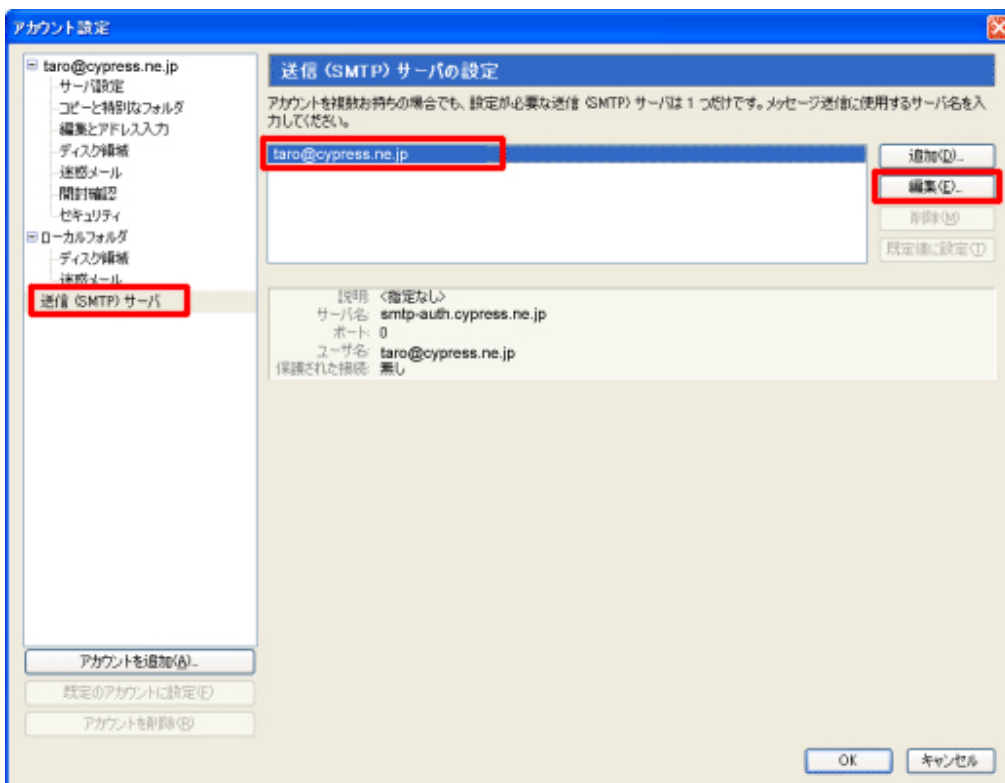 アカウント設定
taro@cypress.ne.jp
サーバ設定
コピーと特別なフォルダ
編集とアドレス入力
ディスク領域
迷惑メール
開封確認
セキュリティ
ローカルフォルダ
ディスク領域
迷惑メール
送信 (SMTP) サーバ
アカウントを追加(A)...
既定のアカウントに設定(F)
アカウントを削除(R)
送信 (SMTP) サーバの設定
アカウントを複数お持ちの場合でも、設定が必要な送信 (SMTP) サーバは 1 つだけです。メッセージ送信に使用するサーバ名を入
力してください。
taro@cypress.ne.jp
追加(D)...
編集(E)...
削除(M)
既定値に設定(T)
説明: <指定なし>
サーバ名: smtp-auth.cypress.ne.jp
ポート: 0
ユーザ名: taro@cypress.ne.jp
保護された接続: 無し
OK
キャンセル